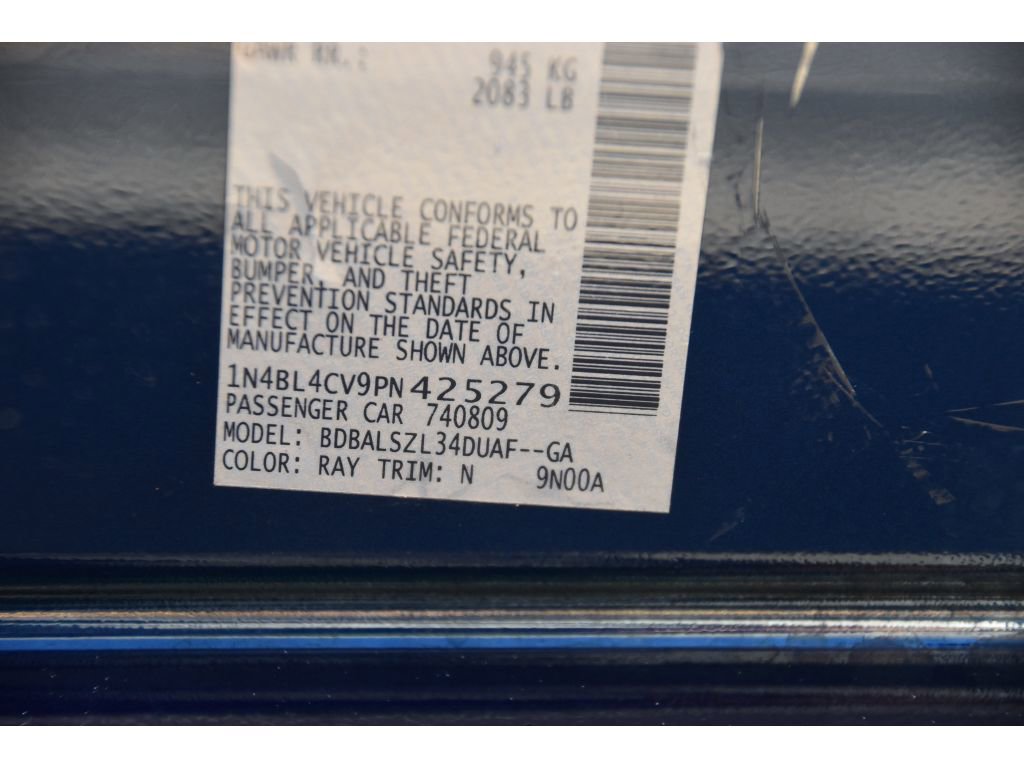 GAWR RR.: 945 KG
2083 LB
THIS VEHICLE CONFORMS TO
ALL APPLICABLE FEDERAL
MOTOR VEHICLE SAFETY,
BUMPER, AND THEFT
PREVENTION STANDARDS IN
EFFECT ON THE DATE OF
MANUFACTURE SHOWN ABOVE.
1N4BL4CV9PN425279
PASSENGER CAR 740809
MODEL: BDBALSZL34DUAF--GA
COLOR: RAY TRIM: N 9N00A